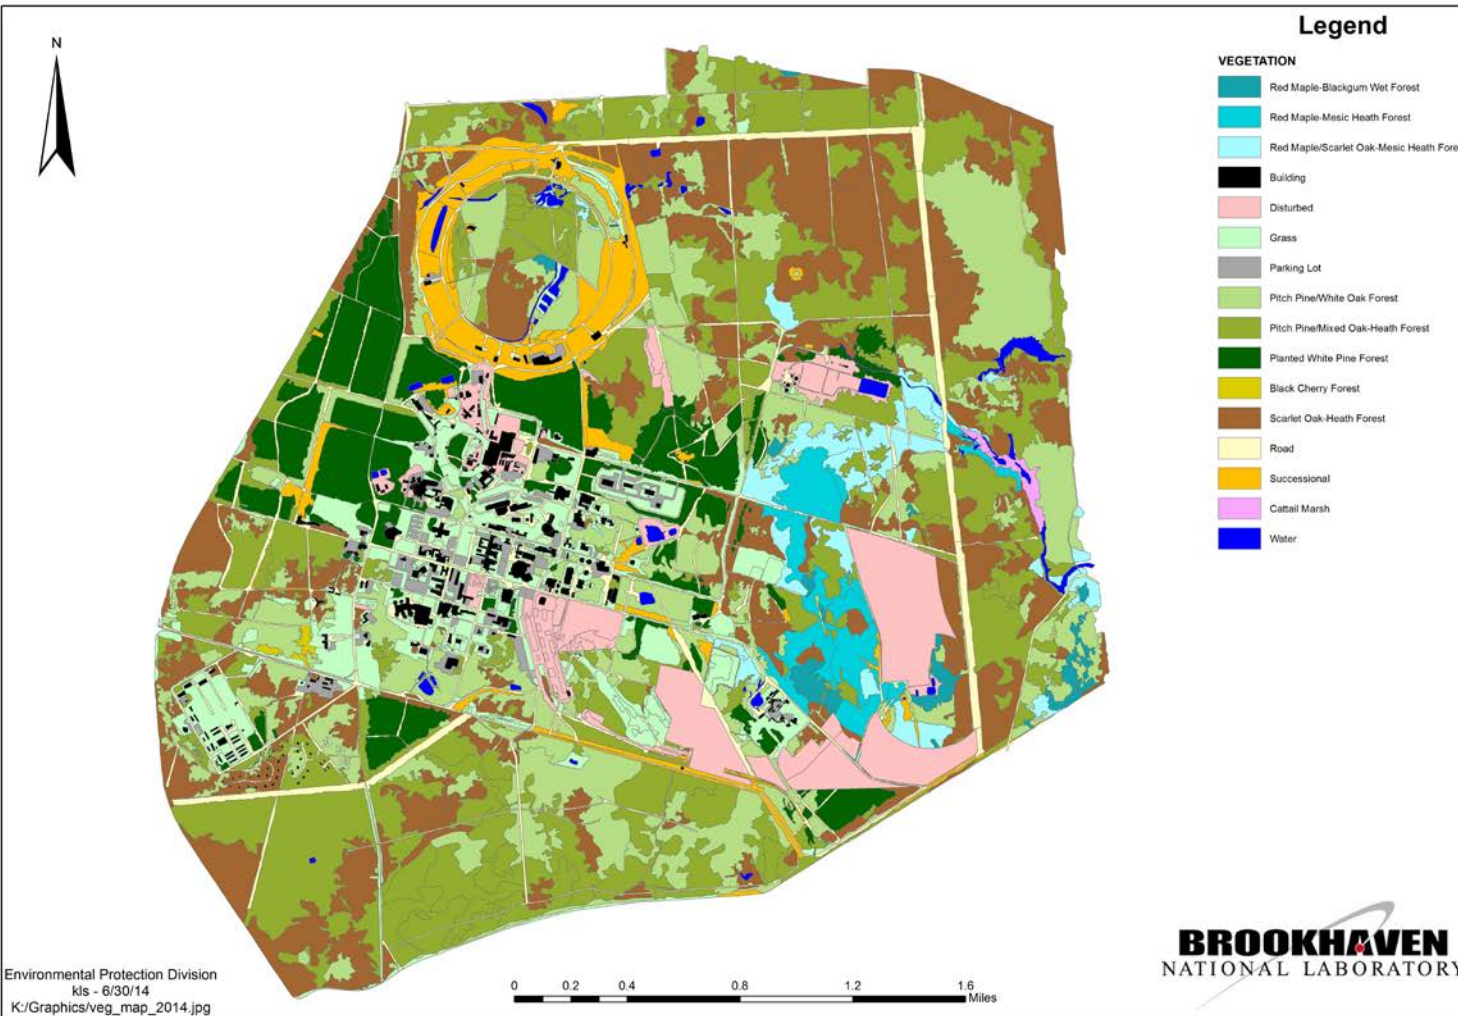 Legend
N
VEGETATION
Red Maple-Blackgum Wet Forest
Red Maple-Mesic Heath Forest
Red Maple/Scarlet Oak-Mesic Heath Fore
Building
Disturbed
Grass
Parking Lot
Pitch Pine/White Oak Forest
Pitch Pine/Mixed Oak-Heath Forest
Planted White Pine Forest
Black Cherry Forest
Scarlet Oak-Heath Forest
Road
Successional
Cattail Marsh
Water
BROOKHAVEN
NATIONAL LABORATORY
Environmental Protection Division
kls - 6/30/14
K:/Graphics/veg_map_2014.jpg
0 0.2 0.4 0.8 1.2 1.6
Miles